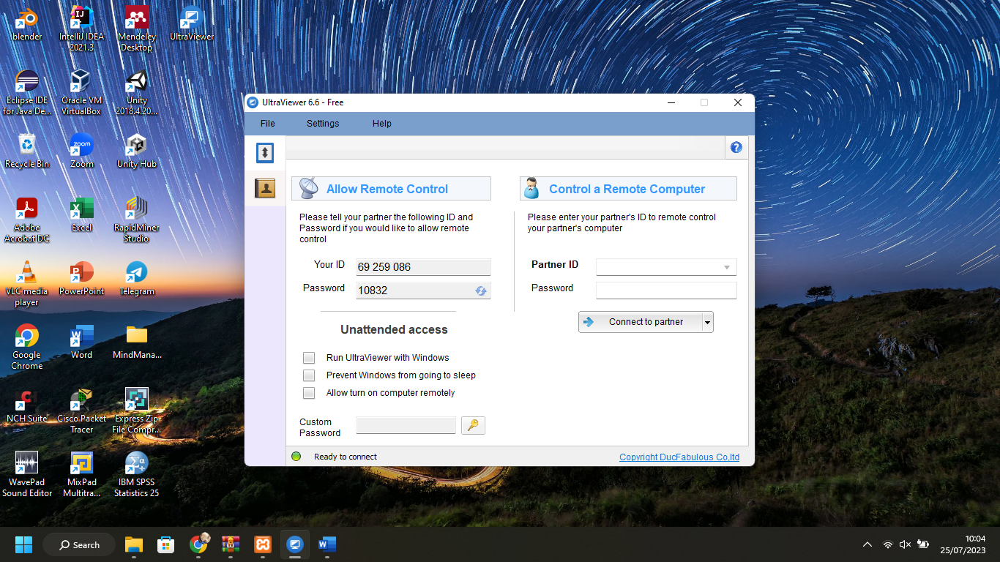 blender
IntelliJ IDEA
2021.3
Mendeley
Desktop
UltraViewer
Eclipse IDE
for Java De...
Oracle VM
VirtualBox
Unity
2018.4.20...
Recycle Bin
zoom
Zoom
Unity Hub
Adobe
Acrobat DC
Excel
RapidMiner
Studio
VLC media
player
PowerPoint
Telegram
Google
Chrome
Word
MindMana...
NCH Suite
Cisco Packet
Tracer
Express Zip
File Compr...
WavePad
Sound Editor
MixPad
Multitra...
IBM SPSS
Statistics 25
UltraViewer 6.6 - Free
File Settings Help
Allow Remote Control
Please tell your partner the following ID and
Password if you would like to allow remote
control
Your ID 69 259 086
Password 10832
Unattended access
Run UltraViewer with Windows
Prevent Windows from going to sleep
Allow turn on computer remotely
Custom
Password
Control a Remote Computer
Please enter your partner's ID to remote control
your partner's computer
Partner ID
Password
Connect to partner
Ready to connect
Copyright DucFabulous Co,ltd
Search
10:04
25/07/2023